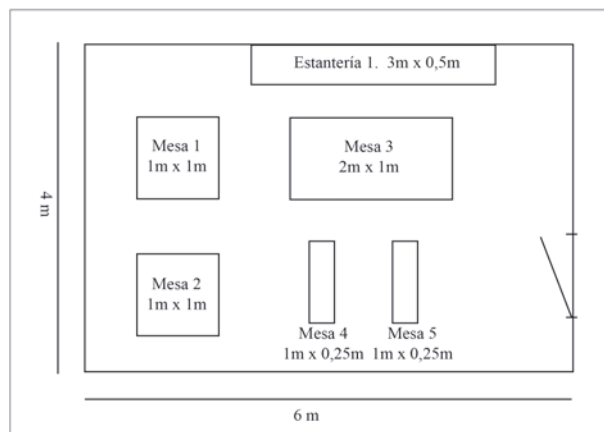 Estantería 1. 3m x 0,5m
Mesa 1
1m x 1m
Mesa 3
2m x 1m
4 m
Mesa 2
1m x 1m
Mesa 4
1m x 0,25m
Mesa 5
1m x 0,25m
6 m